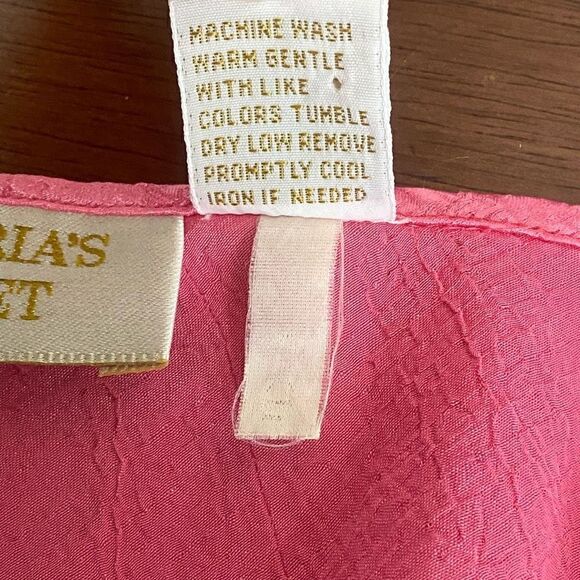 MACHINE WASH
WARM GENTLE
WITH LIKE
COLORS TUMBLE
DRY LOW REMOVE
PROMPTLY COOL
IRON IF NEEDED
RIA'S
ET